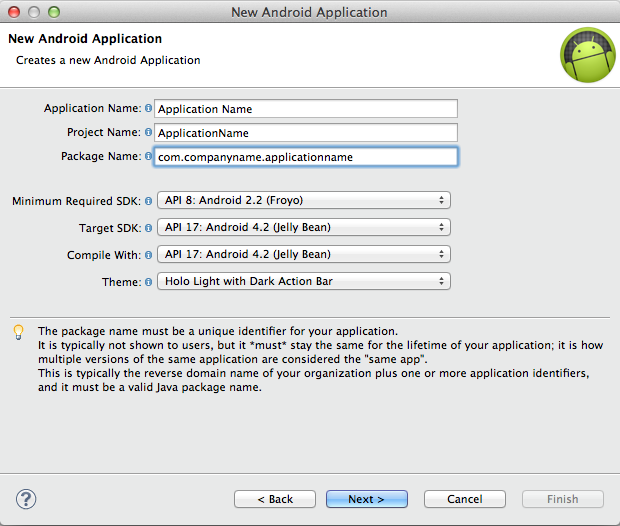 New Android Application
New Android Application
Creates a new Android Application
Application Name: Application Name
Project Name: ApplicationName
Package Name: com.companyname.applicationname
Minimum Required SDK: API 8: Android 2.2 (Froyo)
Target SDK: API 17: Android 4.2 (Jelly Bean)
Compile With: API 17: Android 4.2 (Jelly Bean)
Theme: Holo Light with Dark Action Bar
The package name must be a unique identifier for your application.
It is typically not shown to users, but it *must* stay the same for the lifetime of your application; it is how
multiple versions of the same application are considered the "same app".
This is typically the reverse domain name of your organization plus one or more application identifiers,
and it must be a valid Java package name.
? < Back Next > Cancel Finish